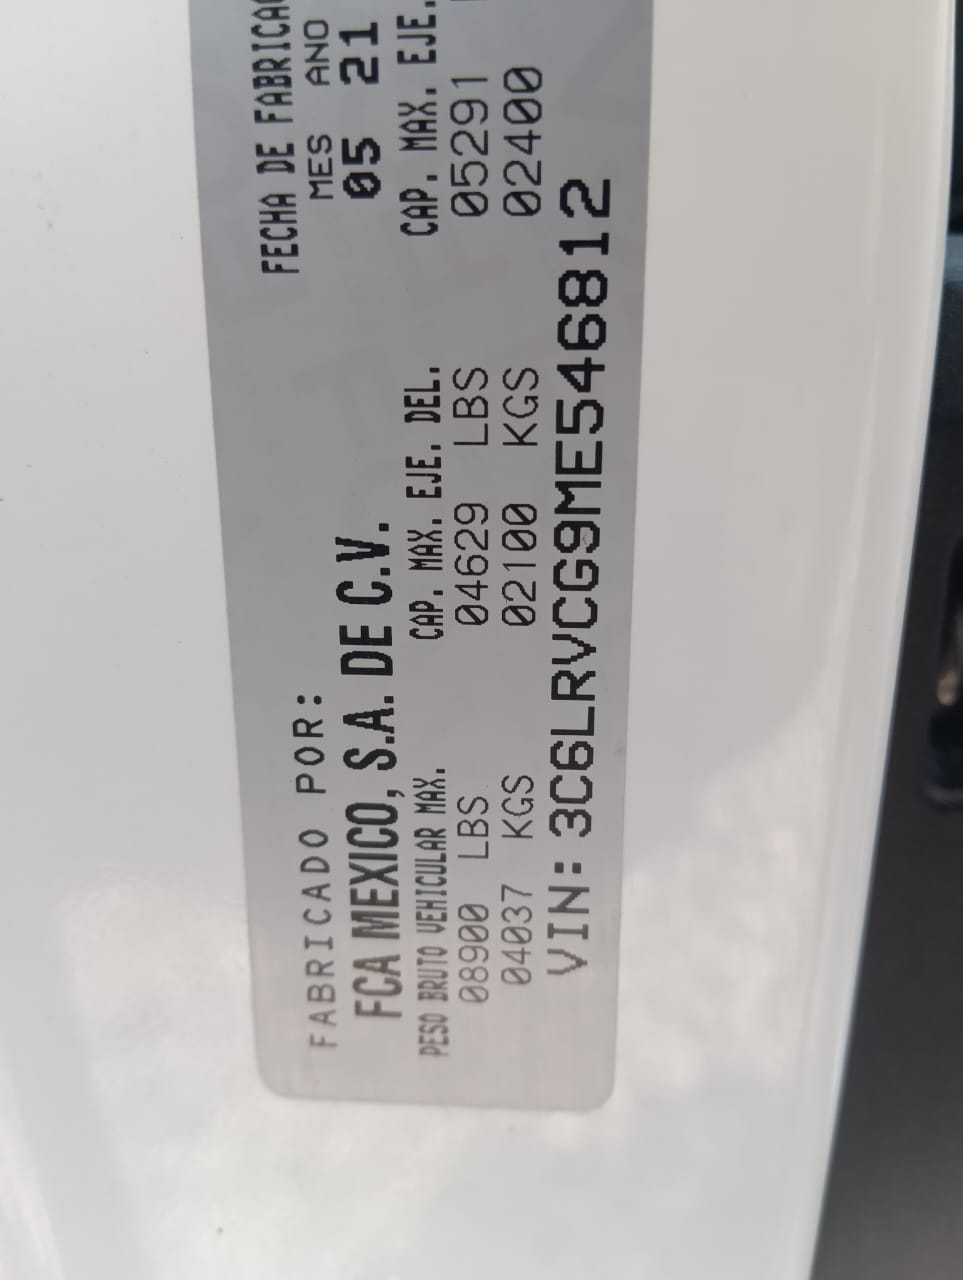 FABRICADO POR:
FECHA DE FABRICA
MES AÑO
FCA MEXICO, S.A. DE C.V.
05 21
PESO BRUTO VEHICULAR MAX.
CAP. MAX. EJE. DEL.
CAP. MAX. EJE.
08900 LBS
04629 LBS
05291
04037 KGS
02100 KGS
02400
VIN: 3C6LRVCG9ME546812